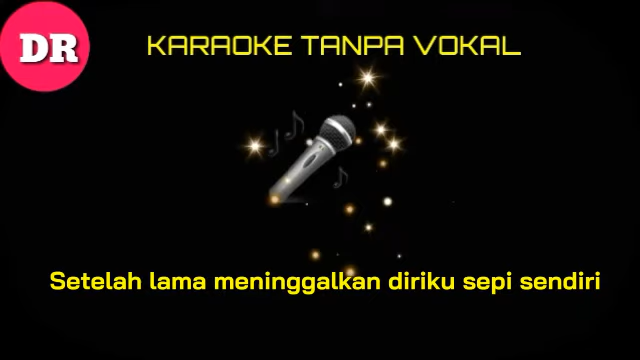 DR
KARAOKE TANPA VOKAL
Setelah lama meninggalkan diriku sepi sendiri